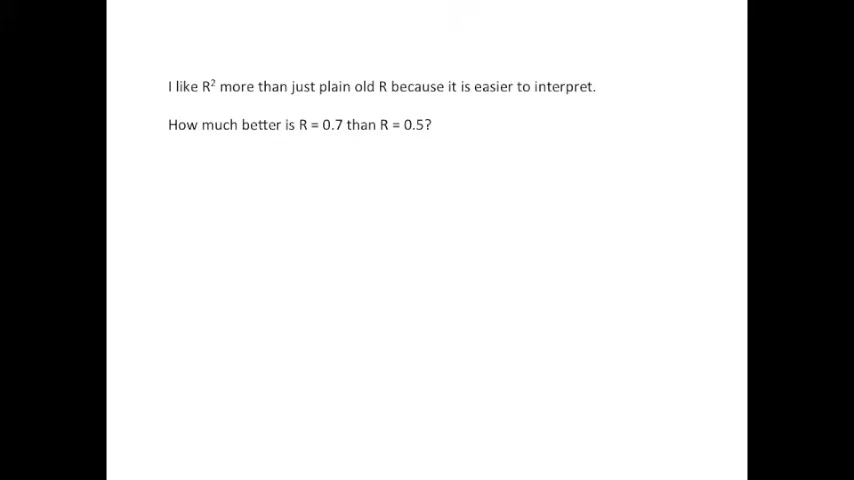 I like R² more than just plain old R because it is easier to interpret.
How much better is R = 0.7 than R = 0.5?